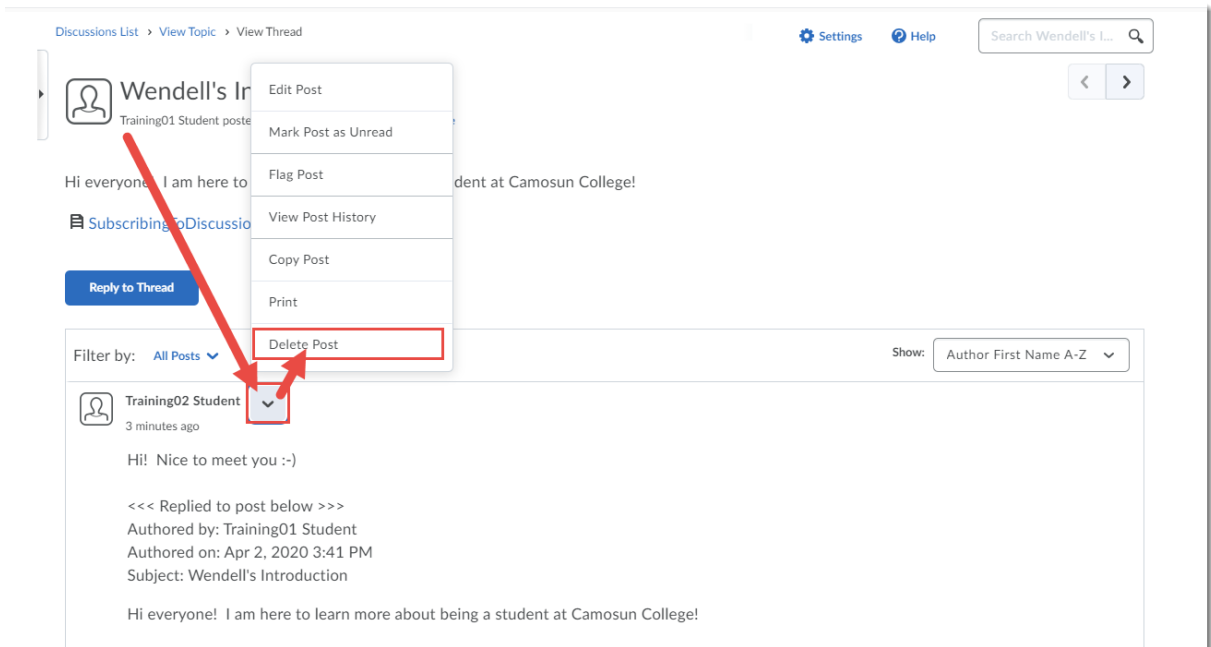 Discussions List › View Topic › View Thread
Settings Help Search Wendell's I...
Wendell's
Training01 Student
Edit Post
Mark Post as Unread
Flag Post
View Post History
Copy Post
Print
Delete Post
Hi everyone! I am here to dent at Camosun College!
Reply to Thread
Filter by: All Posts
Show: Author First Name A-Z
Training02 Student
3 minutes ago
Hi! Nice to meet you :-)
<<< Replied to post below >>>
Authored by: Training01 Student
Authored on: Apr 2, 2020 3:41 PM
Subject: Wendell's Introduction
Hi everyone! I am here to learn more about being a student at Camosun College!